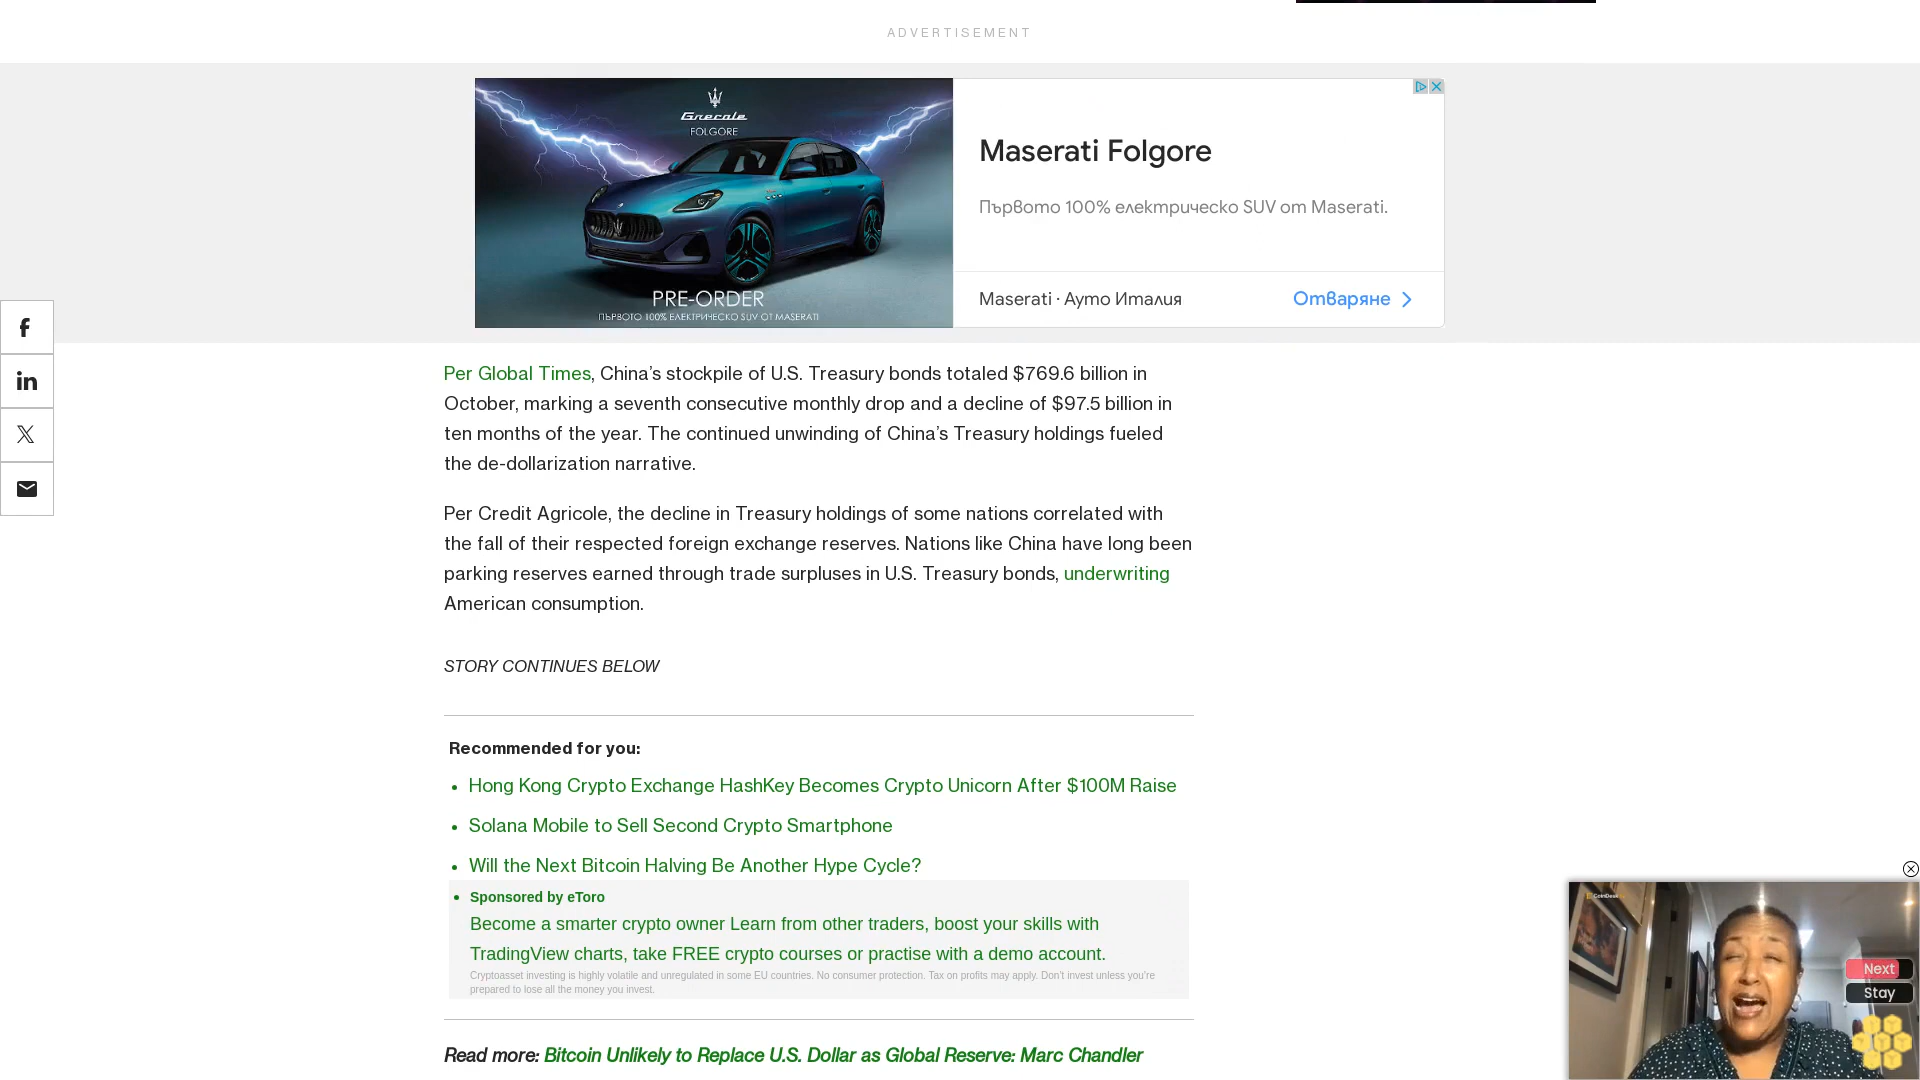 ADVERTISEMENT
Grecale
FOLGORE
PRE-ORDER
ПЪРВОТО 100% ЕЛЕКТРИЧЕСКО SUV ОТ MASERATI
Maserati Folgore
Първото 100% електрическо SUV от Maserati.
Maserati · Ауто Италия
Отваряне
Per Global Times, China’s stockpile of U.S. Treasury bonds totaled $769.6 billion in
October, marking a seventh consecutive monthly drop and a decline of $97.5 billion in
ten months of the year. The continued unwinding of China’s Treasury holdings fueled
the de-dollarization narrative.
Per Credit Agricole, the decline in Treasury holdings of some nations correlated with
the fall of their respected foreign exchange reserves. Nations like China have long been
parking reserves earned through trade surpluses in U.S. Treasury bonds, underwriting
American consumption.
STORY CONTINUES BELOW
Recommended for you:
• Hong Kong Crypto Exchange HashKey Becomes Crypto Unicorn After $100M Raise
• Solana Mobile to Sell Second Crypto Smartphone
• Will the Next Bitcoin Halving Be Another Hype Cycle?
• Sponsored by eToro
Become a smarter crypto owner Learn from other traders, boost your skills with
TradingView charts, take FREE crypto courses or practise with a demo account.
Cryptoasset investing is highly volatile and unregulated in some EU countries. No consumer protection. Tax on profits may apply. Don’t invest unless you’re
prepared to lose all the money you invest.
Read more: Bitcoin Unlikely to Replace U.S. Dollar as Global Reserve: Marc Chandler
CoinDesk
Next
Stay